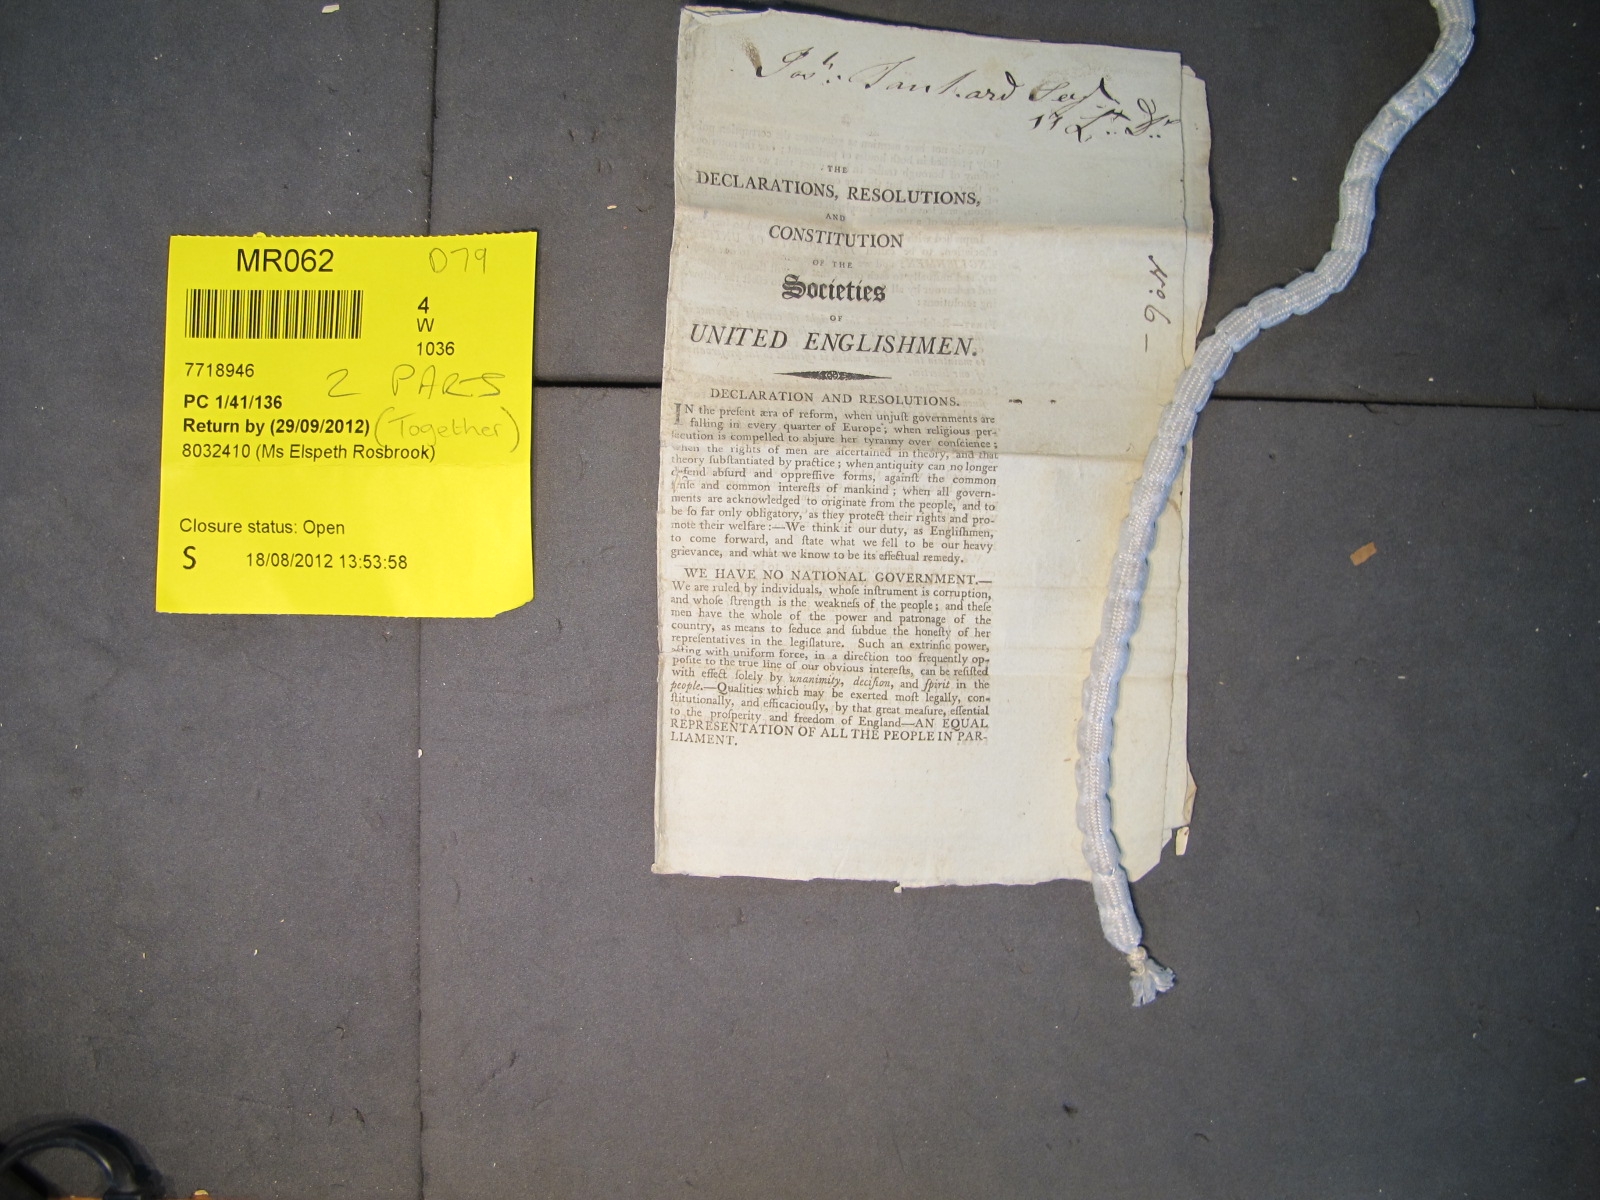 MR062 D79
4
W
1036
7718946
2 PARTS
PC 1/41/136
Return by (29/09/2012) (Together)
8032410 (Ms Elspeth Rosbrook)
Closure status: Open
S 18/08/2012 13:53:58
Josh. Tankard
THE
DECLARATIONS, RESOLUTIONS,
AND
CONSTITUTION
OF THE
Societies
OF
UNITED ENGLISHMEN.
DECLARATION AND RESOLUTIONS.
IN the preſent æra of reform, when unjuſt governments are
falling in every quarter of Europe; when religious per-
ſecution is compelled to abjure her tyranny over conſcience;
when the rights of men are aſcertained in theory, and that
theory ſubſtantiated by practice; when antiquity can no longer
defend abſurd and oppreſſive forms, againſt the common
ſenſe and common intereſts of mankind; when all govern-
ments are acknowledged to originate from the people, and to
be ſo far only obligatory, as they protect their rights and pro-
mote their welfare:—We think it our duty, as Engliſhmen,
to come forward, and ſtate what we fell to be our heavy
grievance, and what we know to be its effectual remedy.
WE HAVE NO NATIONAL GOVERNMENT.—
We are ruled by individuals, whoſe inſtrument is corruption,
and whoſe ſtrength is the weakneſs of the people; and theſe
men have the whole of the power and patronage of the
country, as means to ſeduce and ſubdue the honeſty of her
repreſentatives in the legiſlature. Such an extrinſic power,
acting with uniform force, in a direction too frequently op-
poſite to the true line of our obvious intereſts, can be reſiſted
with effect ſolely by unanimity, deciſion, and ſpirit in the
people.—Qualities which may be exerted moſt legally, con-
ſtitutionally, and efficaciouſly, by that great meaſure, eſſential
to the proſperity and freedom of England—AN EQUAL
REPRESENTATION OF ALL THE PEOPLE IN PAR-
LIAMENT.
No. 6 —